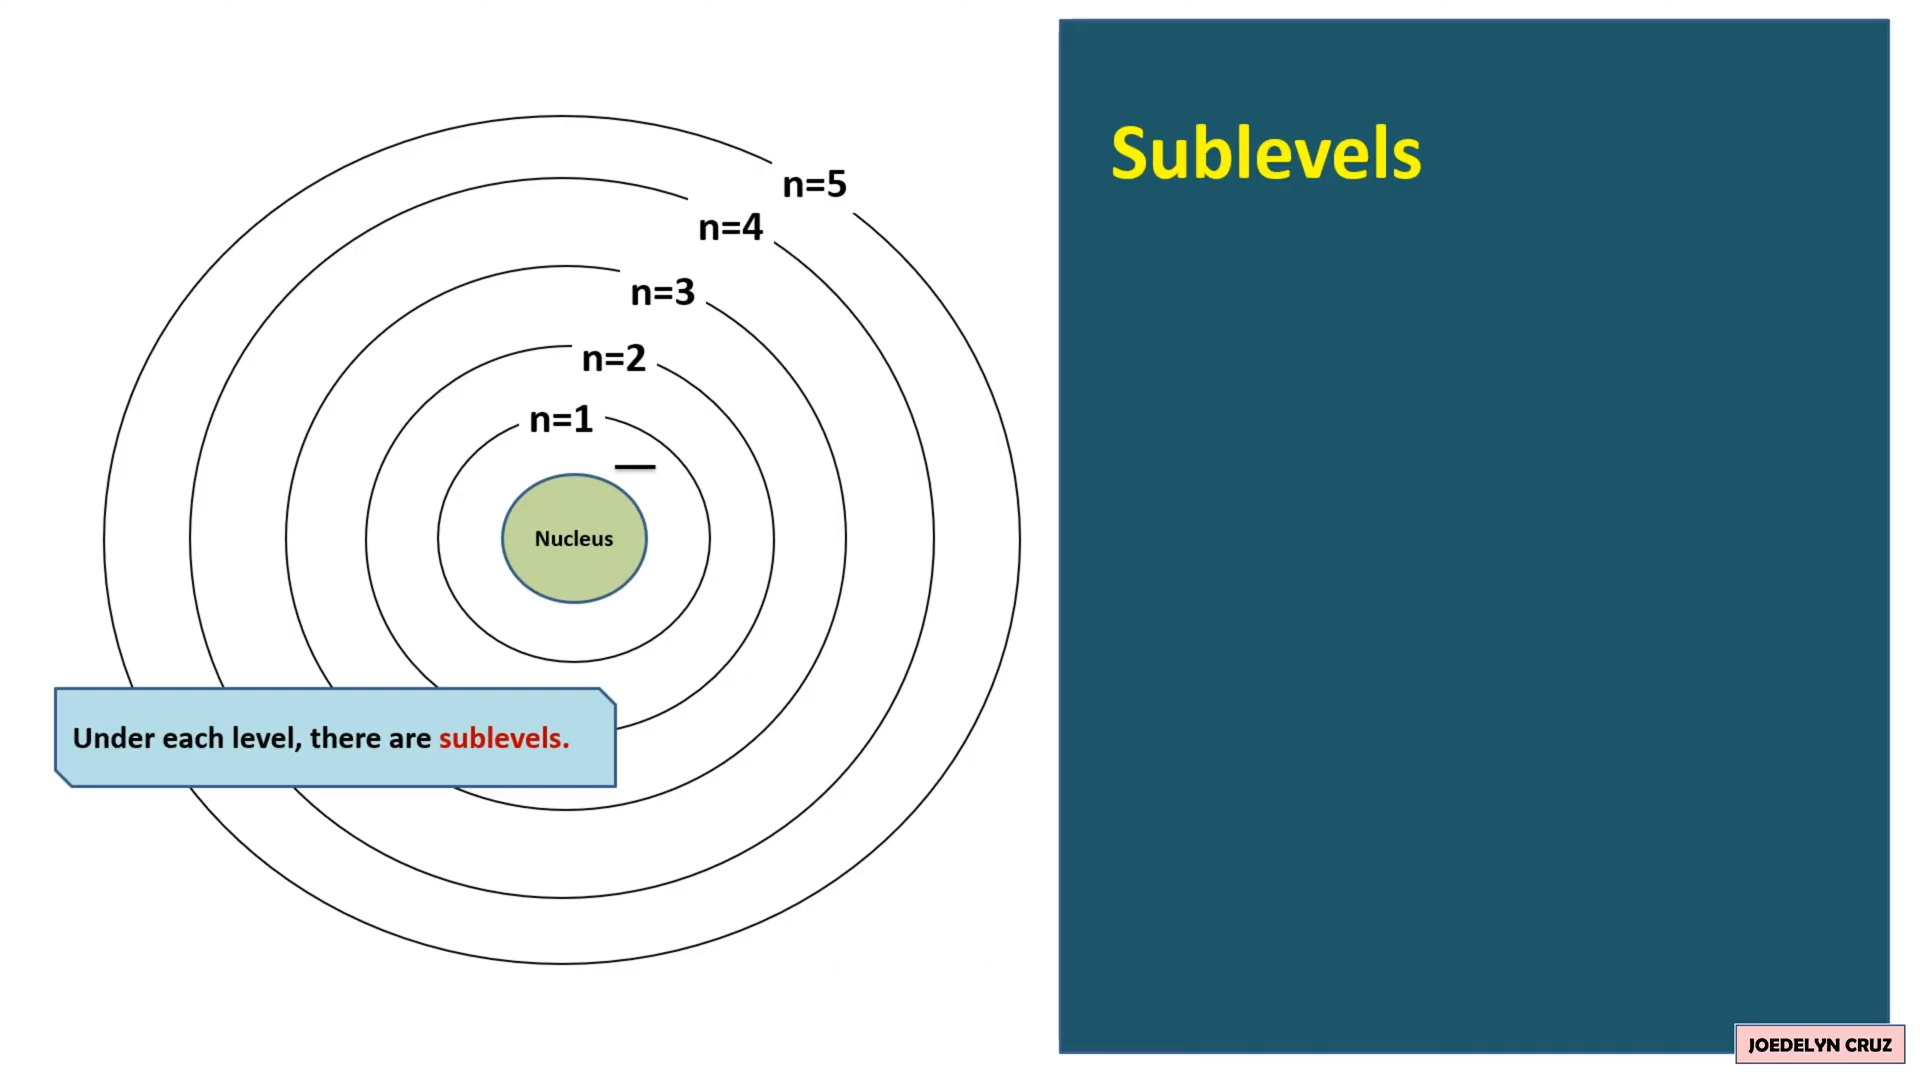 Sublevels
n=5
n=4
n=3
n=2
n=1
Nucleus
Under each level, there are sublevels.
JOEDELYN CRUZ